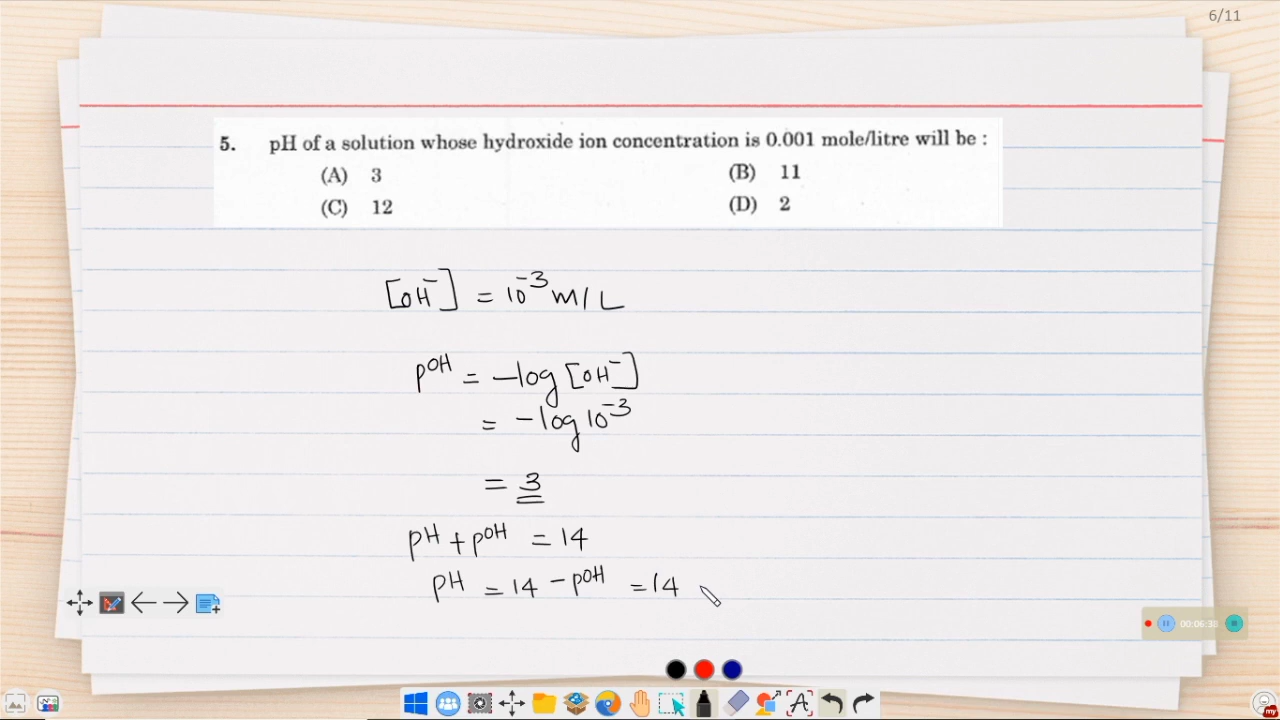 6/11
5. pH of a solution whose hydroxide ion concentration is 0.001 mole/litre will be :
(A) 3 (B) 11
(C) 12 (D) 2
[OH⁻] = 10⁻³ m/L
pOH = -log [OH⁻]
= -log 10⁻³
= 3
pH + pOH = 14
pH = 14 - pOH = 14
00:06:38